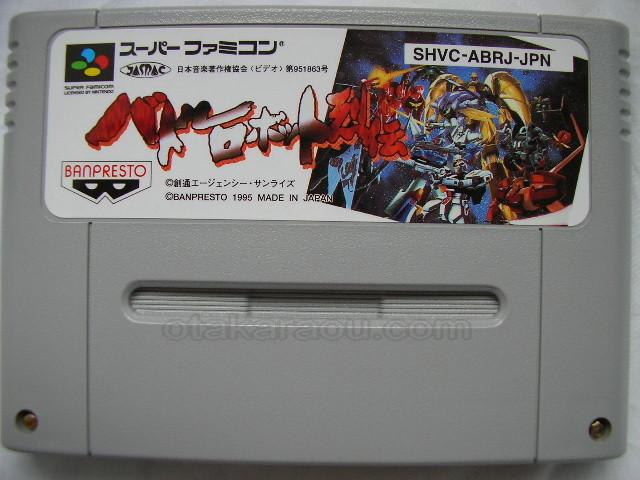 スーパーファミコン®
SHVC-ABRJ-JPN
SUPER FAMICOM
LICENSED BY NINTENDO
JASRAC 日本音楽著作権協会(ビデオ)第951863号
バトルロボット烈伝
BANPRESTO
©創通エージェンシー・サンライズ
©BANPRESTO 1995 MADE IN JAPAN
otakaraou.com